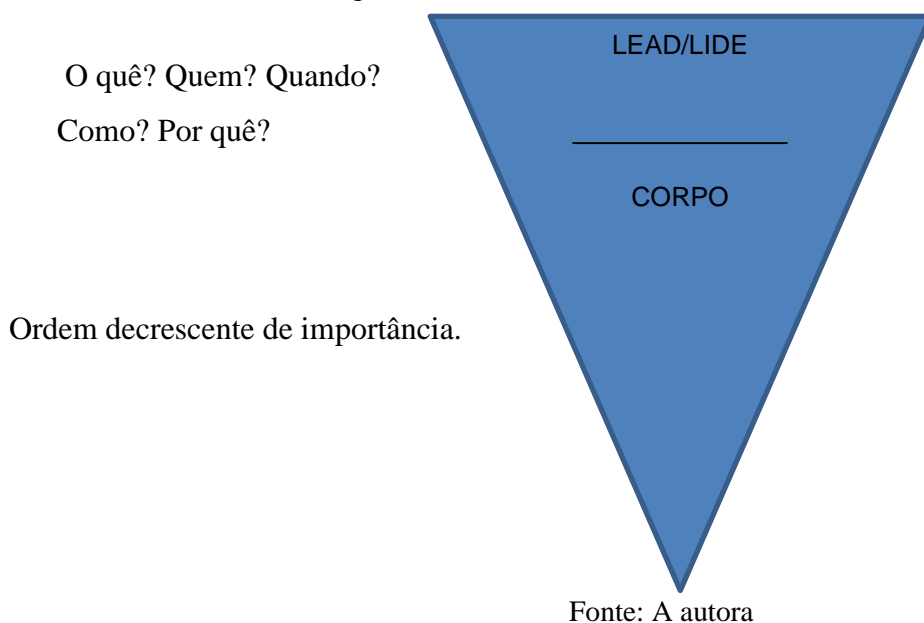 LEAD/LIDE
O quê? Quem? Quando?
Como? Por quê?
CORPO
Ordem decrescente de importância.
Fonte: A autora